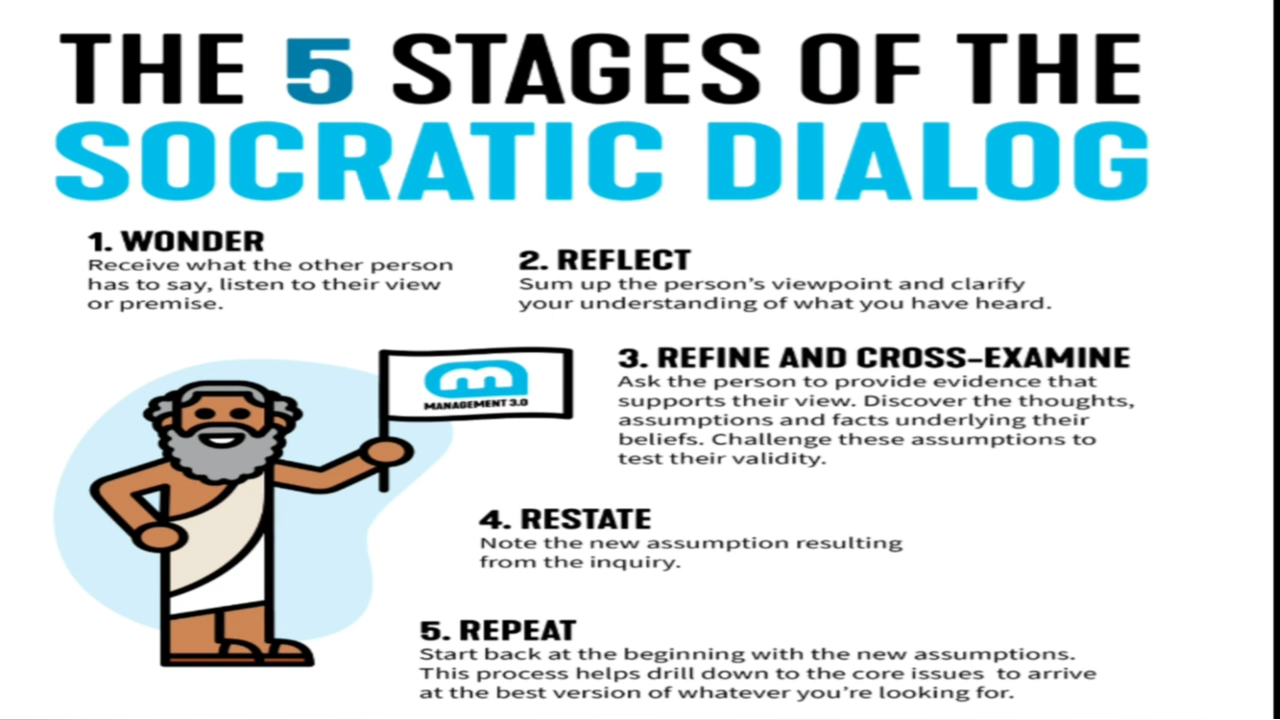 THE 5 STAGES OF THE
SOCRATIC DIALOG
1. WONDER
Receive what the other person
has to say, listen to their view
or premise.
2. REFLECT
Sum up the person’s viewpoint and clarify
your understanding of what you have heard.
3. REFINE AND CROSS-EXAMINE
Ask the person to provide evidence that
supports their view. Discover the thoughts,
assumptions and facts underlying their
beliefs. Challenge these assumptions to
test their validity.
m
MANAGEMENT 3.0
4. RESTATE
Note the new assumption resulting
from the inquiry.
5. REPEAT
Start back at the beginning with the new assumptions.
This process helps drill down to the core issues to arrive
at the best version of whatever you’re looking for.